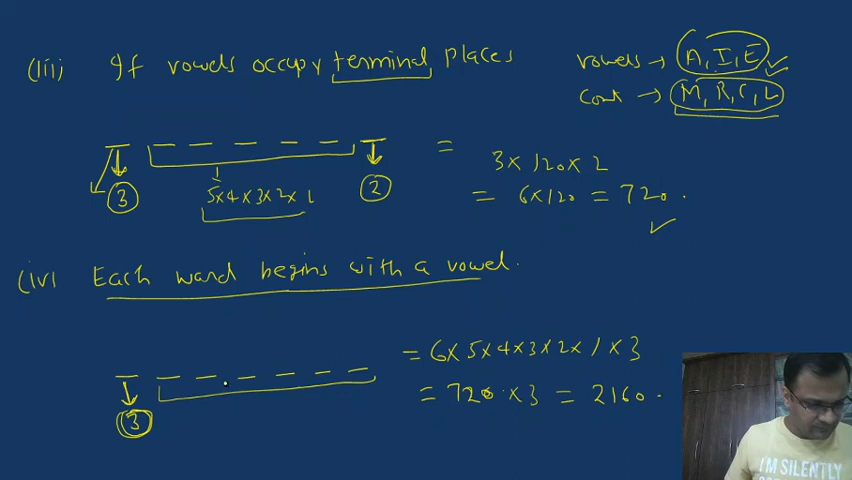 (iii) If vowels occupy terminal places
vowels → A, I, E
Cont → M, R, C, L
3 5×4×3×2×1 2
= 3×120×2
= 6×120 = 720.
(iv) Each word begins with a vowel.
= 6×5×4×3×2×1×3
3
= 720×3 = 2160.
I'M SILENTLY